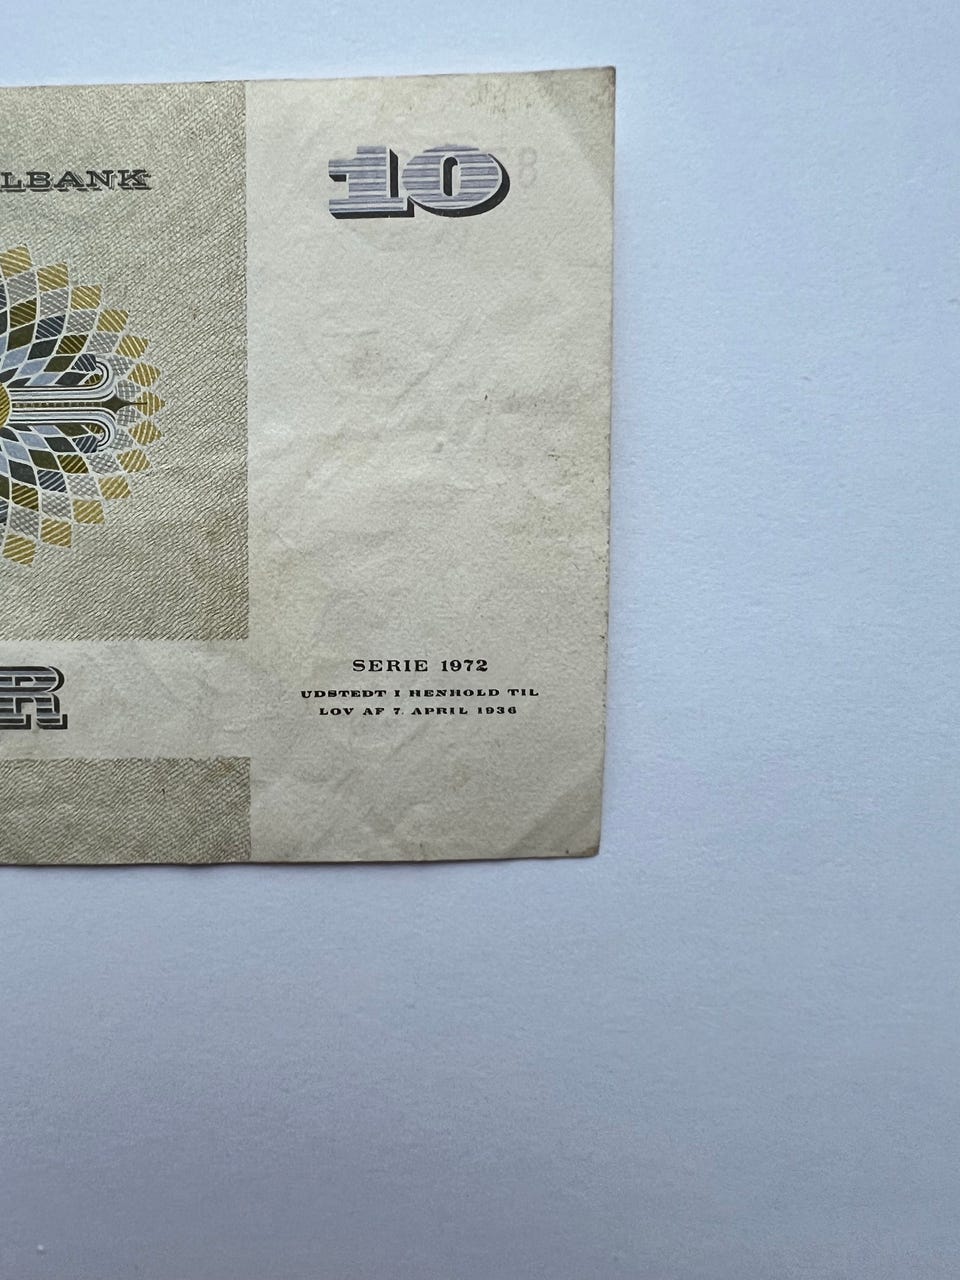 LBANK
10
R
SERIE 1972
UDSTEDT I HENHOLD TIL
LOV AF 7. APRIL 1936